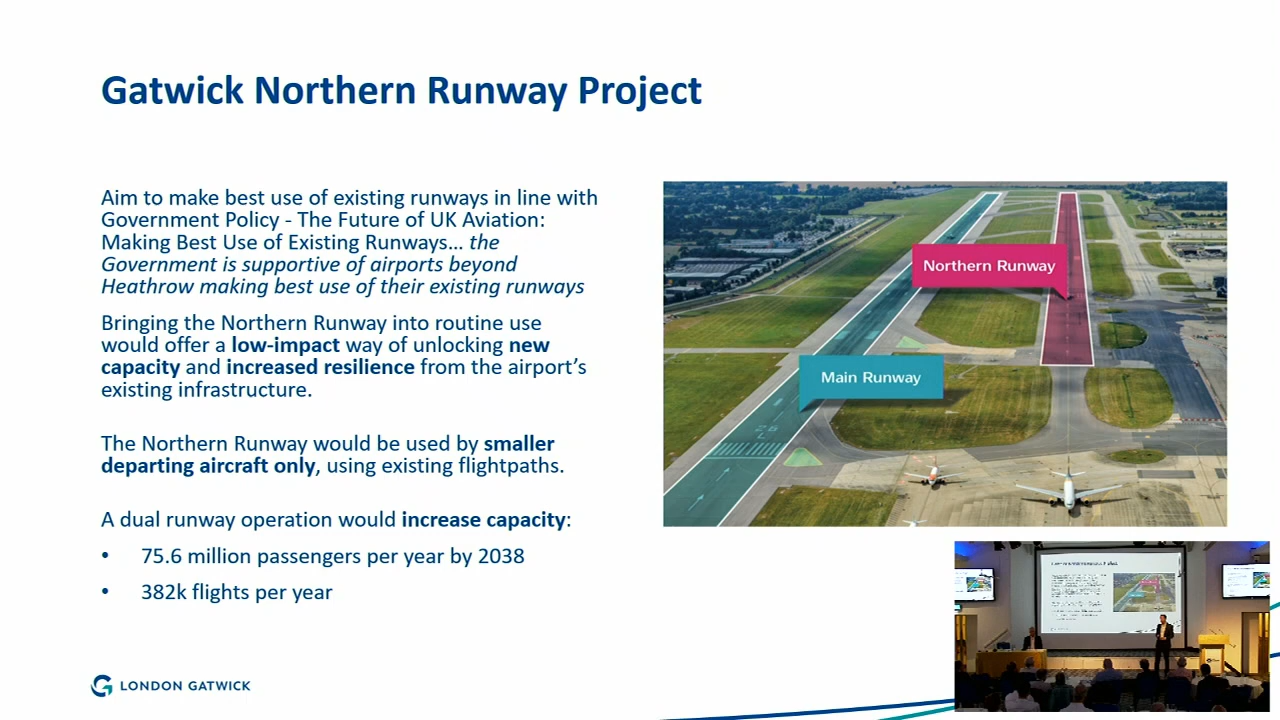 Gatwick Northern Runway Project
Aim to make best use of existing runways in line with
Government Policy - The Future of UK Aviation:
Making Best Use of Existing Runways... the
Government is supportive of airports beyond
Heathrow making best use of their existing runways
Bringing the Northern Runway into routine use
would offer a low-impact way of unlocking new
capacity and increased resilience from the airport's
existing infrastructure.
The Northern Runway would be used by smaller
departing aircraft only, using existing flightpaths.
A dual runway operation would increase capacity:
• 75.6 million passengers per year by 2038
• 382k flights per year
Northern Runway
Main Runway
26
L
LONDON GATWICK